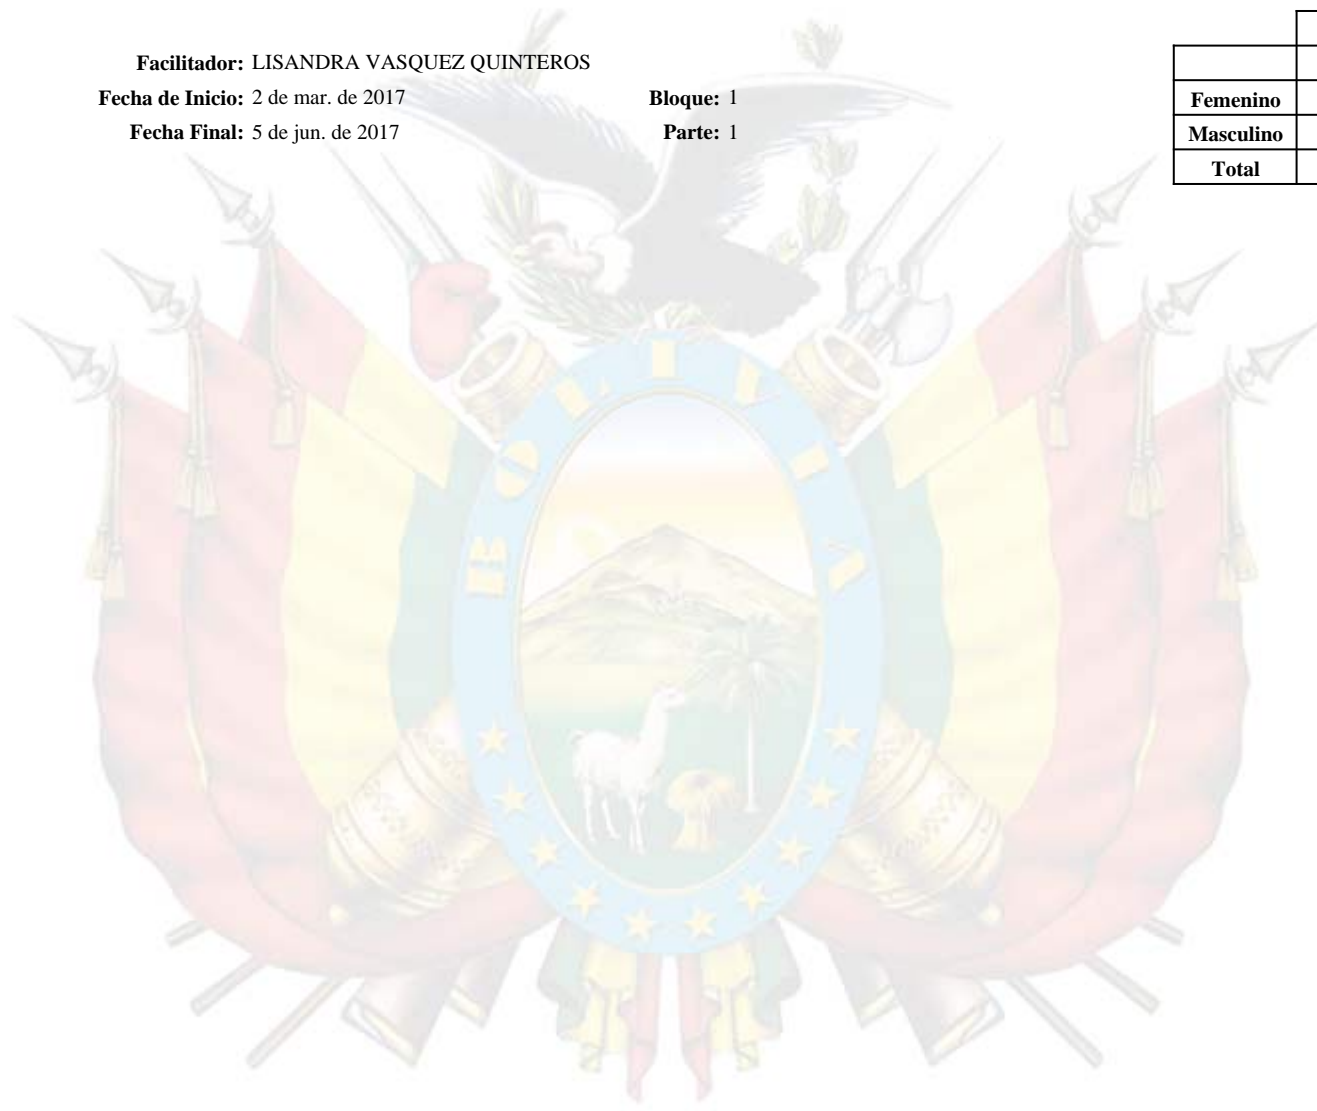 Facilitador: LISANDRA VASQUEZ QUINTEROS
Fecha de Inicio: 2 de mar. de 2017 Bloque: 1
Fecha Final: 5 de jun. de 2017 Parte: 1
Femenino
Masculino
Total
BOLIVIA